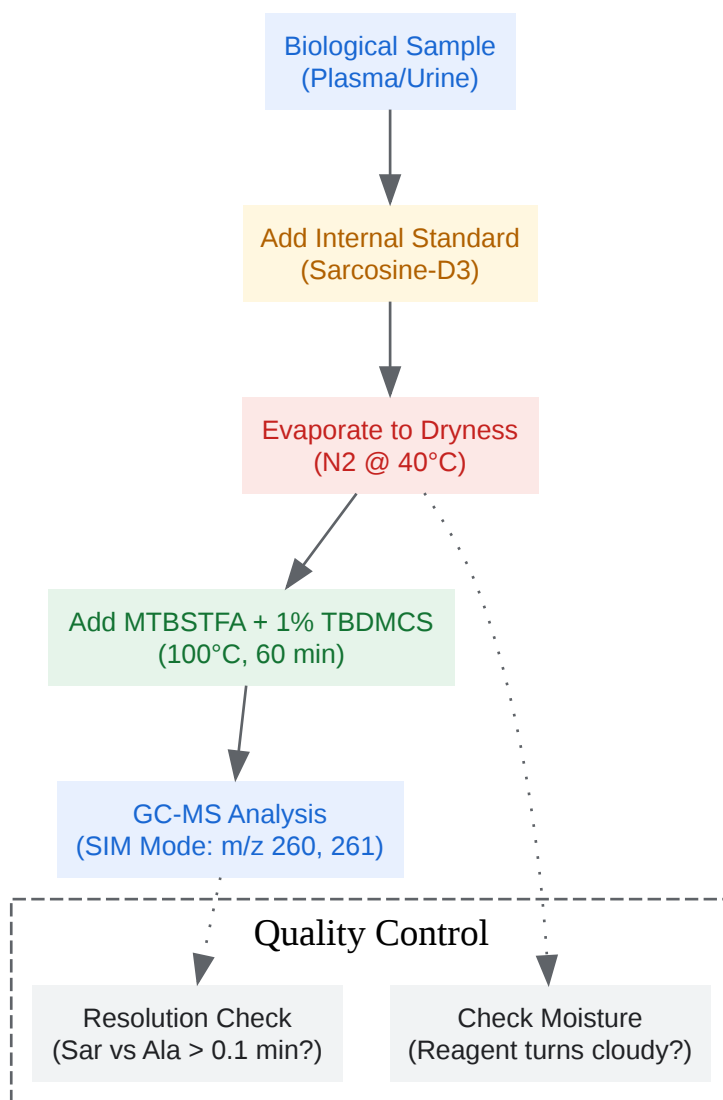 Biological Sample
(Plasma/Urine)
Add Internal Standard
(Sarcosine-D3)
Evaporate to Dryness
(N2 @ 40°C)
Add MTBSTFA + 1% TBDMCS
(100°C, 60 min)
GC-MS Analysis
(SIM Mode: m/z 260, 261)
Quality Control
Resolution Check
(Sar vs Ala > 0.1 min?)
Check Moisture
(Reagent turns cloudy?)